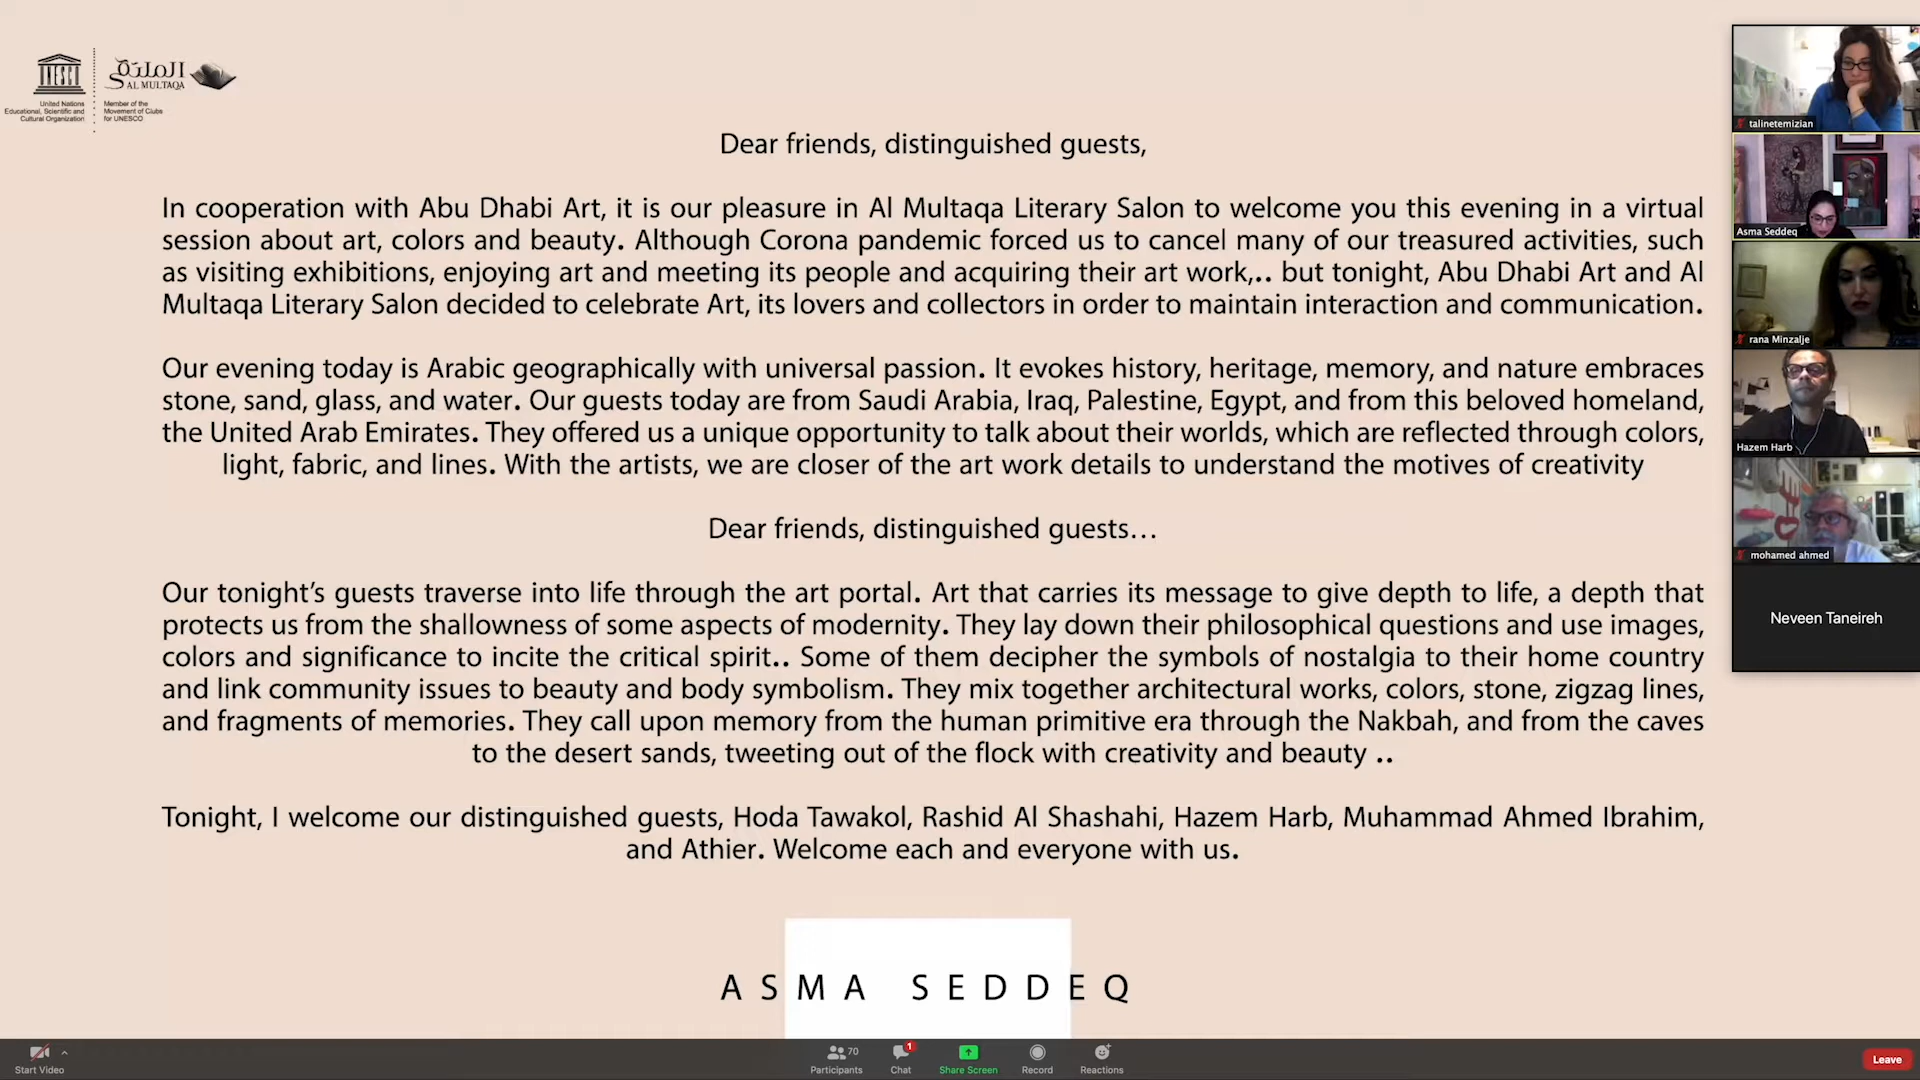 UNESCO
United Nations
Educational, Scientific and
Cultural Organization
الملتقى
AL MULTAQA
Member of the
Movement of Clubs
for UNESCO
Dear friends, distinguished guests,
In cooperation with Abu Dhabi Art, it is our pleasure in Al Multaqa Literary Salon to welcome you this evening in a virtual
session about art, colors and beauty. Although Corona pandemic forced us to cancel many of our treasured activities, such
as visiting exhibitions, enjoying art and meeting its people and acquiring their art work,.. but tonight, Abu Dhabi Art and Al
Multaqa Literary Salon decided to celebrate Art, its lovers and collectors in order to maintain interaction and communication.
Our evening today is Arabic geographically with universal passion. It evokes history, heritage, memory, and nature embraces
stone, sand, glass, and water. Our guests today are from Saudi Arabia, Iraq, Palestine, Egypt, and from this beloved homeland,
the United Arab Emirates. They offered us a unique opportunity to talk about their worlds, which are reflected through colors,
light, fabric, and lines. With the artists, we are closer of the art work details to understand the motives of creativity
Dear friends, distinguished guests...
Our tonight's guests traverse into life through the art portal. Art that carries its message to give depth to life, a depth that
protects us from the shallowness of some aspects of modernity. They lay down their philosophical questions and use images,
colors and significance to incite the critical spirit.. Some of them decipher the symbols of nostalgia to their home country
and link community issues to beauty and body symbolism. They mix together architectural works, colors, stone, zigzag lines,
and fragments of memories. They call upon memory from the human primitive era through the Nakbah, and from the caves
to the desert sands, tweeting out of the flock with creativity and beauty ..
Tonight, I welcome our distinguished guests, Hoda Tawakol, Rashid Al Shashahi, Hazem Harb, Muhammad Ahmed Ibrahim,
and Athier. Welcome each and everyone with us.
ASMA SEDDEQ
talinetemizian
Asma Seddeq
rana Minzalje
Hazem Harb
mohamed ahmed
Neveen Taneireh
Start Video
70
Participants
1
Chat
Share Screen
Record
Reactions
Leave